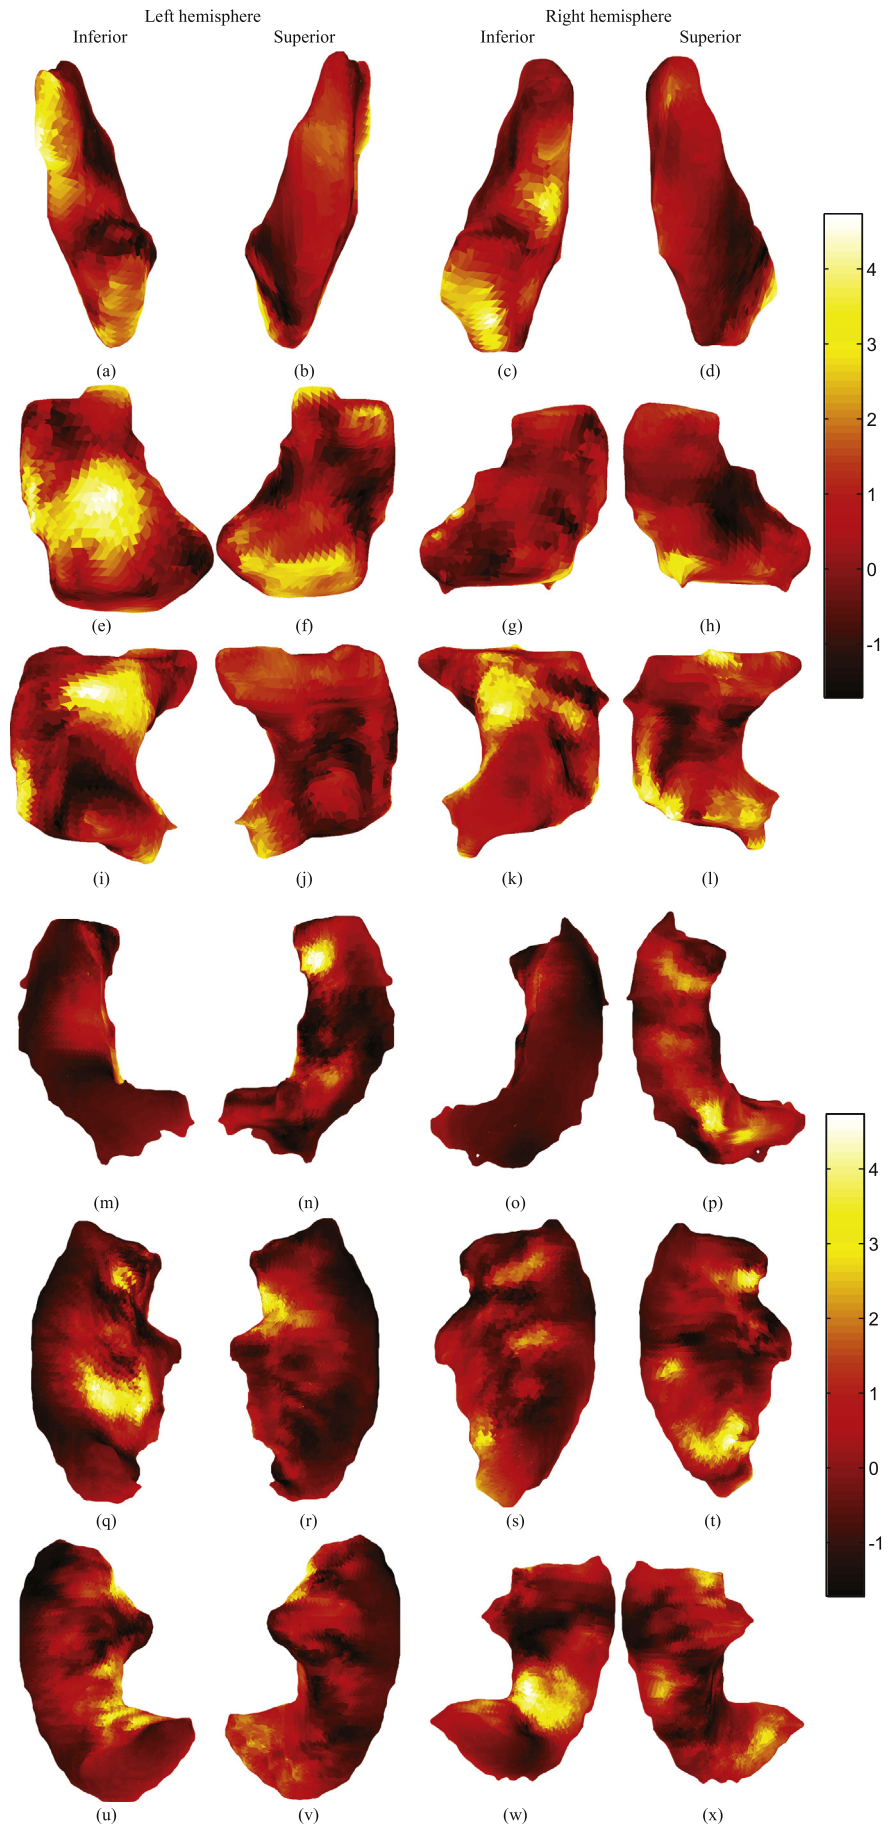 Left hemisphere Right hemisphere
Inferior Superior Inferior Superior
(a) (b) (c) (d)
4
3
2
1
0
-1
(e) (f) (g) (h)
(i) (j) (k) (l)
(m) (n) (o) (p)
4
3
2
1
0
-1
(q) (r) (s) (t)
(u) (v) (w) (x)